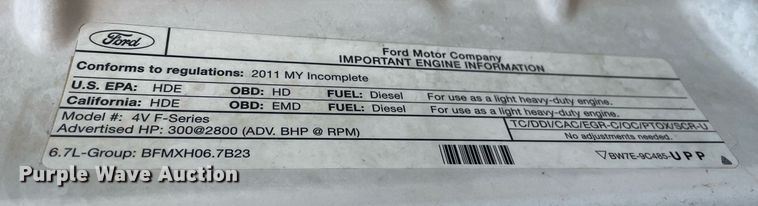 Ford
Ford Motor Company
IMPORTANT ENGINE INFORMATION
Conforms to regulations: 2011 MY Incomplete
U.S. EPA: HDE OBD: HD FUEL: Diesel For use as a light heavy-duty engine.
California: HDE OBD: EMD FUEL: Diesel For use as a light heavy-duty engine.
Model #: 4V F-Series
TC/DDI/CAC/EGR-C/OC/PTOX/SCR-U
Advertised HP: 300@2800 (ADV. BHP @ RPM)
No adjustments needed.
6.7L-Group: BFMXH06.7B23
BW7E-9C485-UPP
Purple Wave Auction